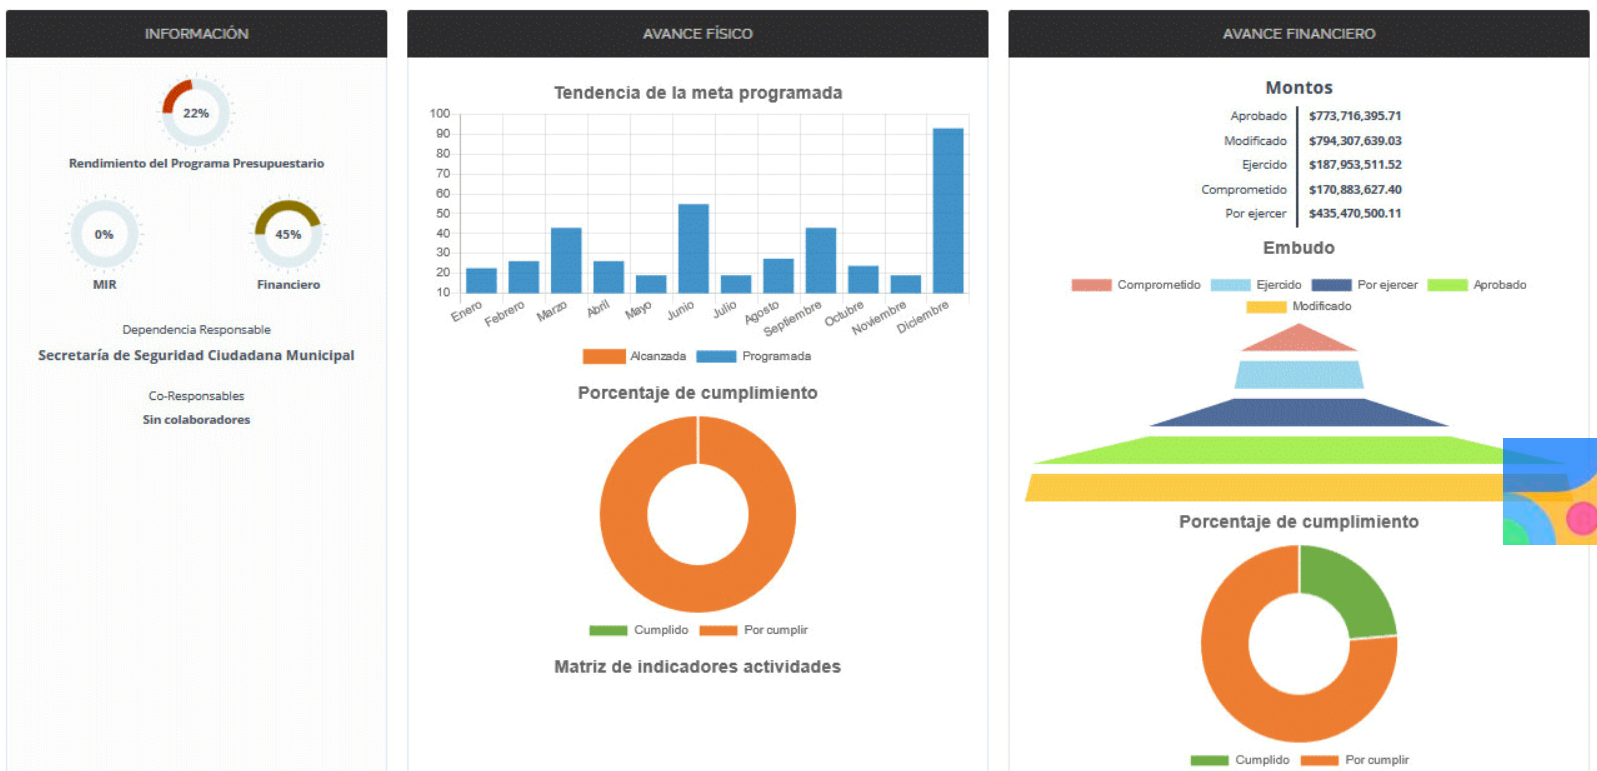 INFORMACIÓN
22%
Rendimiento del Programa Presupuestario
0%
45%
MIR
Financiero
Dependencia Responsable
Secretaría de Seguridad Ciudadana Municipal
Co-Responsables
Sin colaboradores
AVANCE FÍSICO
Tendencia de la meta programada
100
90
80
70
60
50
40
30
20
10
Enero
Febrero
Marzo
Abril
Mayo
Junio
Julio
Agosto
Septiembre
Octubre
Noviembre
Diciembre
Alcanzada
Programada
Porcentaje de cumplimiento
Cumplido
Por cumplir
Matriz de indicadores actividades
AVANCE FINANCIERO
Montos
Aprobado $773,716,395.71
Modificado $794,307,639.03
Ejercido $187,953,511.52
Comprometido $170,883,627.40
Por ejercer $435,470,500.11
Embudo
Comprometido Ejercido Por ejercer Aprobado
Modificado
Porcentaje de cumplimiento
Cumplido Por cumplir